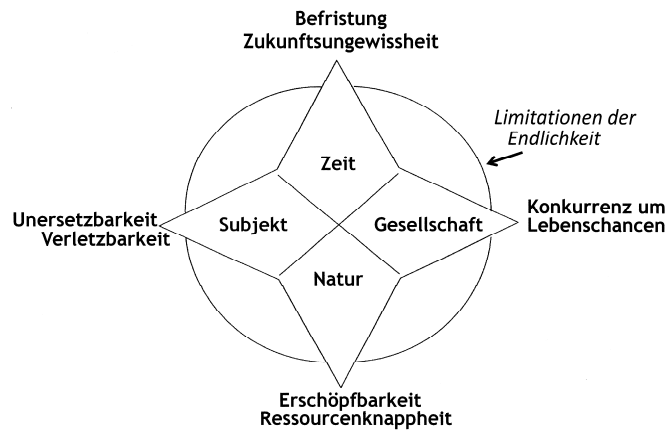 Befristung
Zukunftsungewissheit
Limitationen der
Endlichkeit
Zeit
Unersetzbarkeit
Verletzbarkeit
Subjekt
Gesellschaft
Konkurrenz um
Lebenschancen
Natur
Erschöpfbarkeit
Ressourcenknappheit